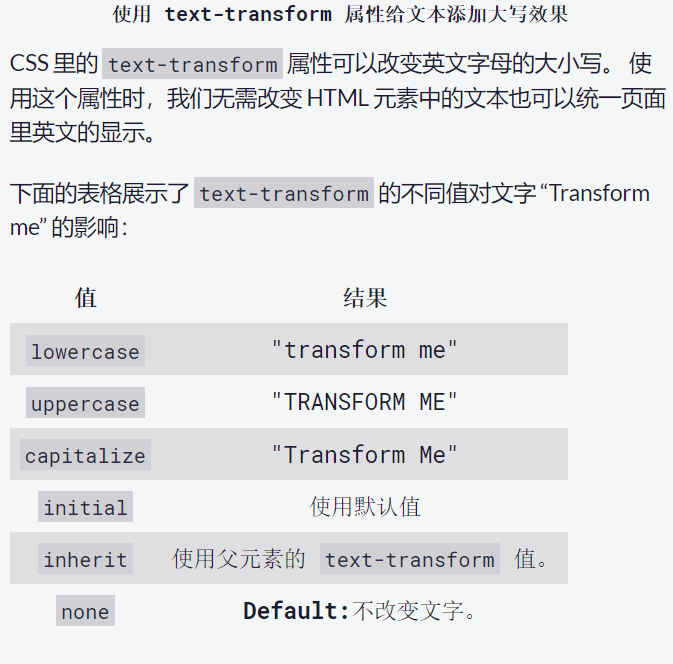 使用 text-transform 属性给文本添加大写效果
CSS 里的 text-transform 属性可以改变英文字母的大小写。 使
用这个属性时，我们无需改变 HTML 元素中的文本也可以统一页面
里英文的显示。
下面的表格展示了 text-transform 的不同值对文字 “Transform
me” 的影响：
值 结果
lowercase "transform me"
uppercase "TRANSFORM ME"
capitalize "Transform Me"
initial 使用默认值
inherit 使用父元素的 text-transform 值。
none Default:不改变文字。